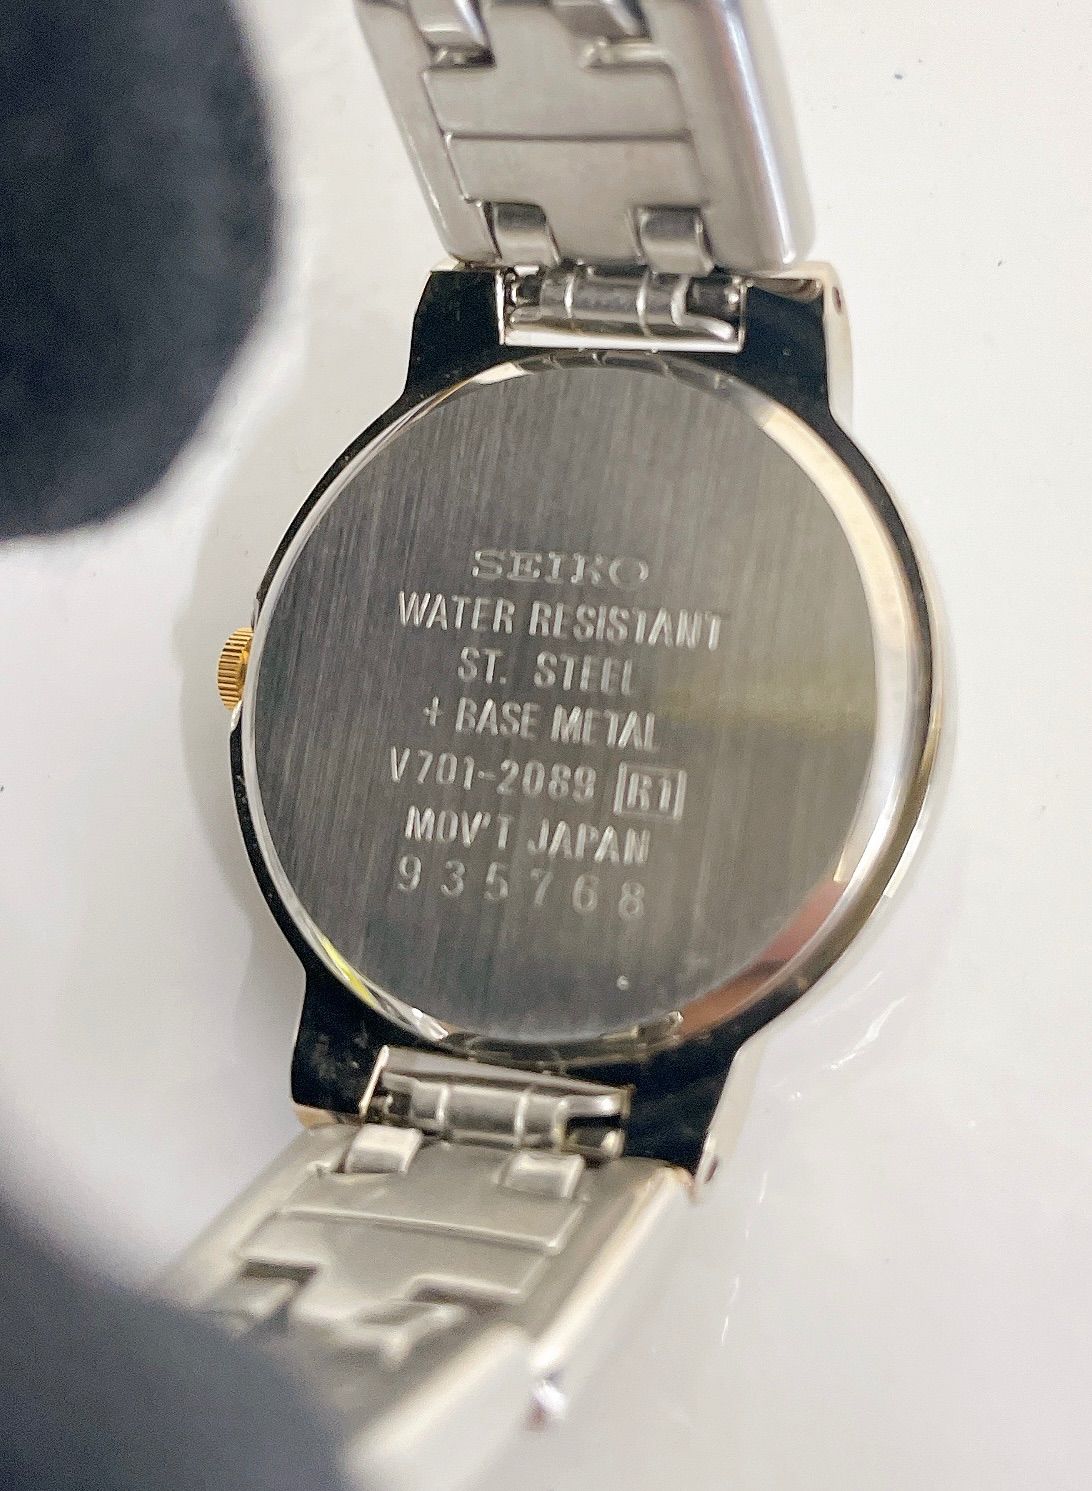 SEIKO
WATER RESISTANT
ST. STEEL
+ BASE METAL
V701-2089 R1
MOV'T JAPAN
935768